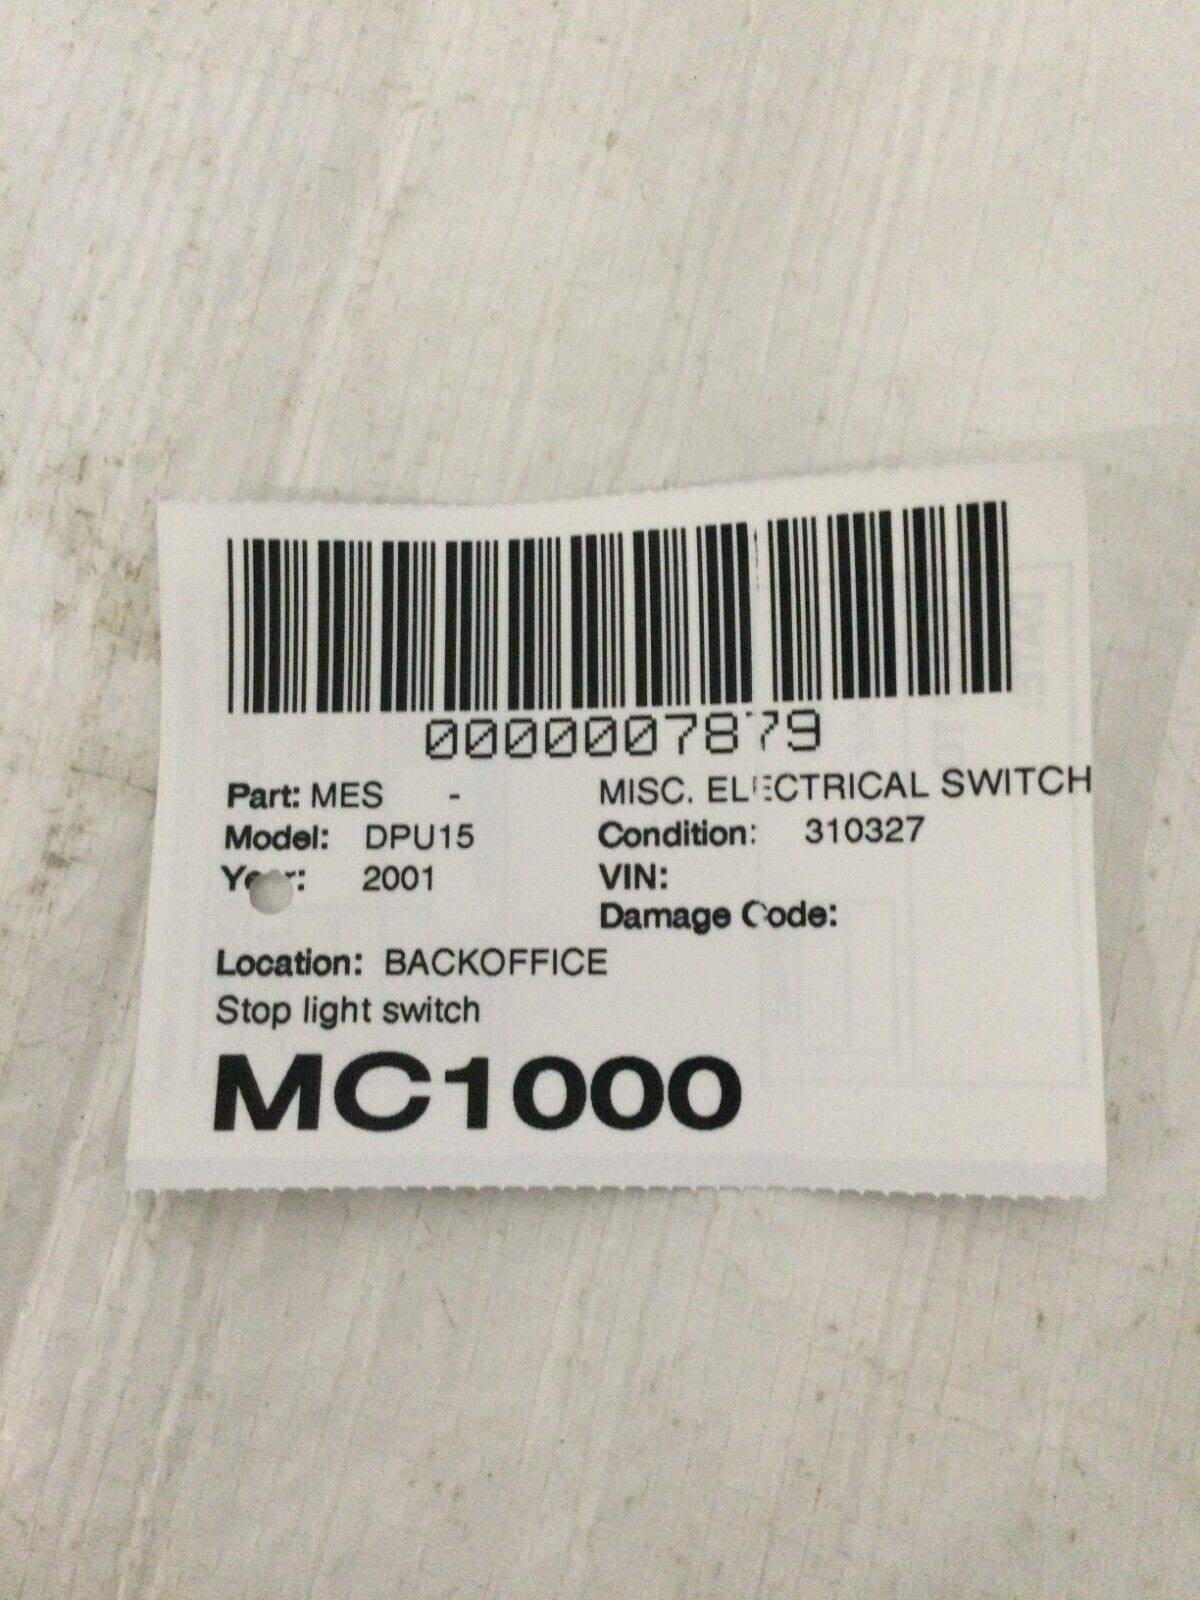 0000007879
Part: MES - MISC. ELECTRICAL SWITCH
Model: DPU15 Condition: 310327
Year: 2001 VIN:
Damage Code:
Location: BACKOFFICE
Stop light switch
MC1000